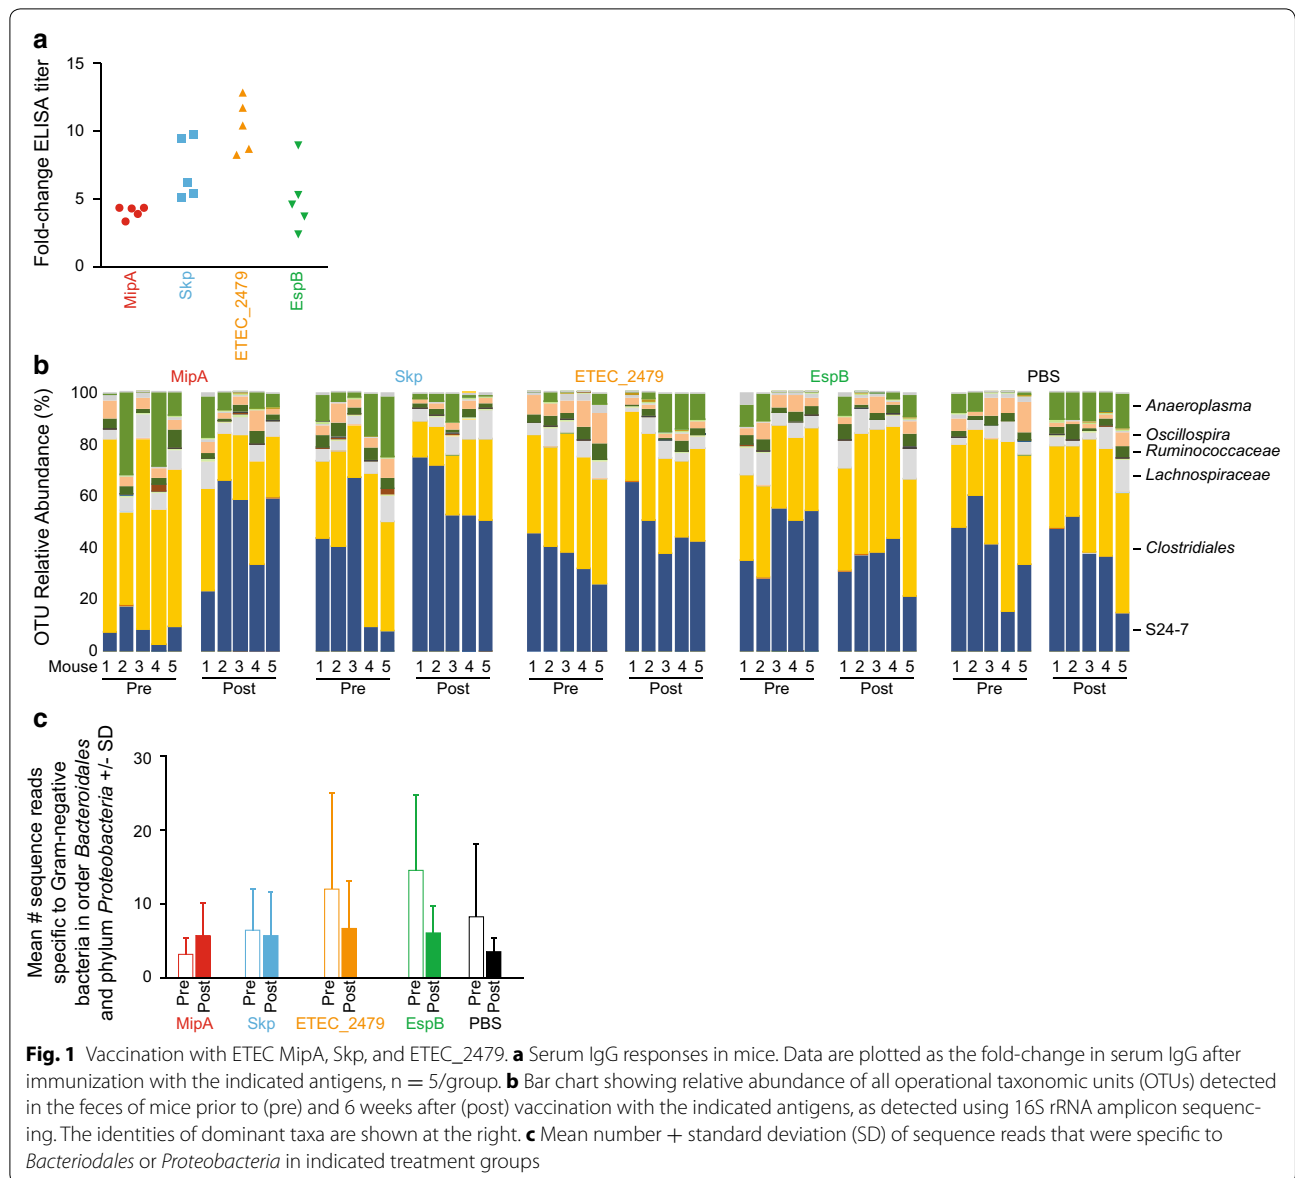 a
Fold-change ELISA titer
15
10
5
0
MipA
Skp
ETEC_2479
EspB
b
MipA
Skp
ETEC_2479
EspB
PBS
OTU Relative Abundance (%)
100
80
60
40
20
0
Anaeroplasma
Oscillospira
Ruminococcaceae
Lachnospiraceae
Clostridiales
S24-7
Mouse 1 2 3 4 5 1 2 3 4 5 1 2 3 4 5 1 2 3 4 5 1 2 3 4 5 1 2 3 4 5 1 2 3 4 5 1 2 3 4 5 1 2 3 4 5 1 2 3 4 5
Pre Post Pre Post Pre Post Pre Post Pre Post
c
Mean # sequence reads
specific to Gram-negative
bacteria in order Bacteroidales
and phylum Proteobacteria +/- SD
30
20
10
0
Pre Post Pre Post Pre Post Pre Post Pre Post
MipA Skp ETEC_2479 EspB PBS
Fig. 1 Vaccination with ETEC MipA, Skp, and ETEC_2479. a Serum IgG responses in mice. Data are plotted as the fold-change in serum IgG after
immunization with the indicated antigens, n = 5/group. b Bar chart showing relative abundance of all operational taxonomic units (OTUs) detected
in the feces of mice prior to (pre) and 6 weeks after (post) vaccination with the indicated antigens, as detected using 16S rRNA amplicon sequenc-
ing. The identities of dominant taxa are shown at the right. c Mean number + standard deviation (SD) of sequence reads that were specific to
Bacteriodales or Proteobacteria in indicated treatment groups